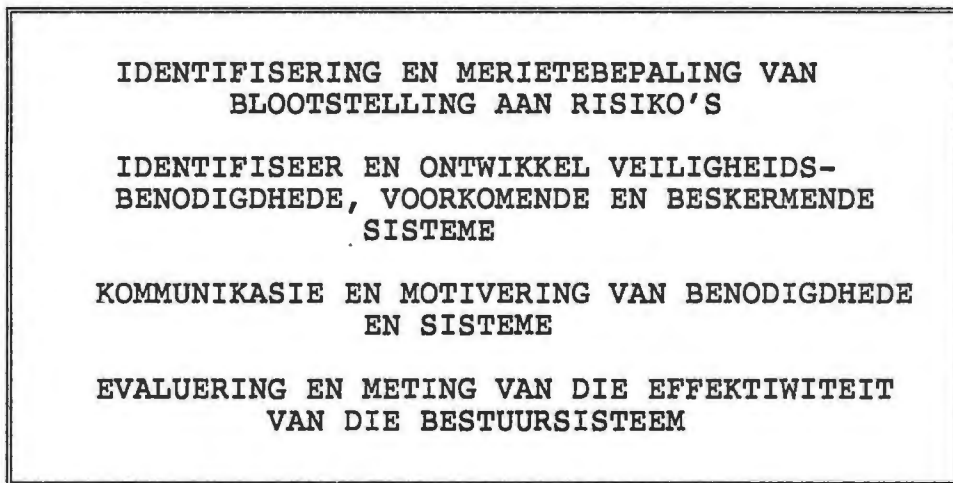 IDENTIFISERING EN MERIETEBEPALING VAN
BLOOTSTELLING AAN RISIKO'S
IDENTIFISEER EN ONTWIKKEL VEILIGHEIDS-
BENODIGDHEDE, VOORKOMENDE EN BESKERMENDE
SISTEME
KOMMUNIKASIE EN MOTIVERING VAN BENODIGDHEDE
EN SISTEME
EVALUERING EN METING VAN DIE EFFEKTIWITEIT
VAN DIE BESTUURSISTEEM